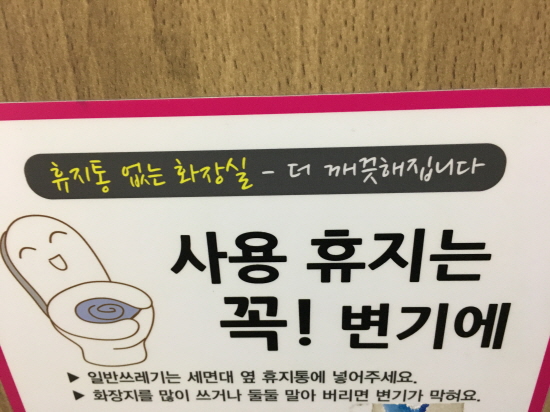 휴지통 없는 화장실 - 더 깨끗해집니다
사용 휴지는
꼭! 변기에
▶ 일반쓰레기는 세면대 옆 휴지통에 넣어주세요.
▶ 화장지를 많이 쓰거나 둘둘 말아 버리면 변기가 막혀요.